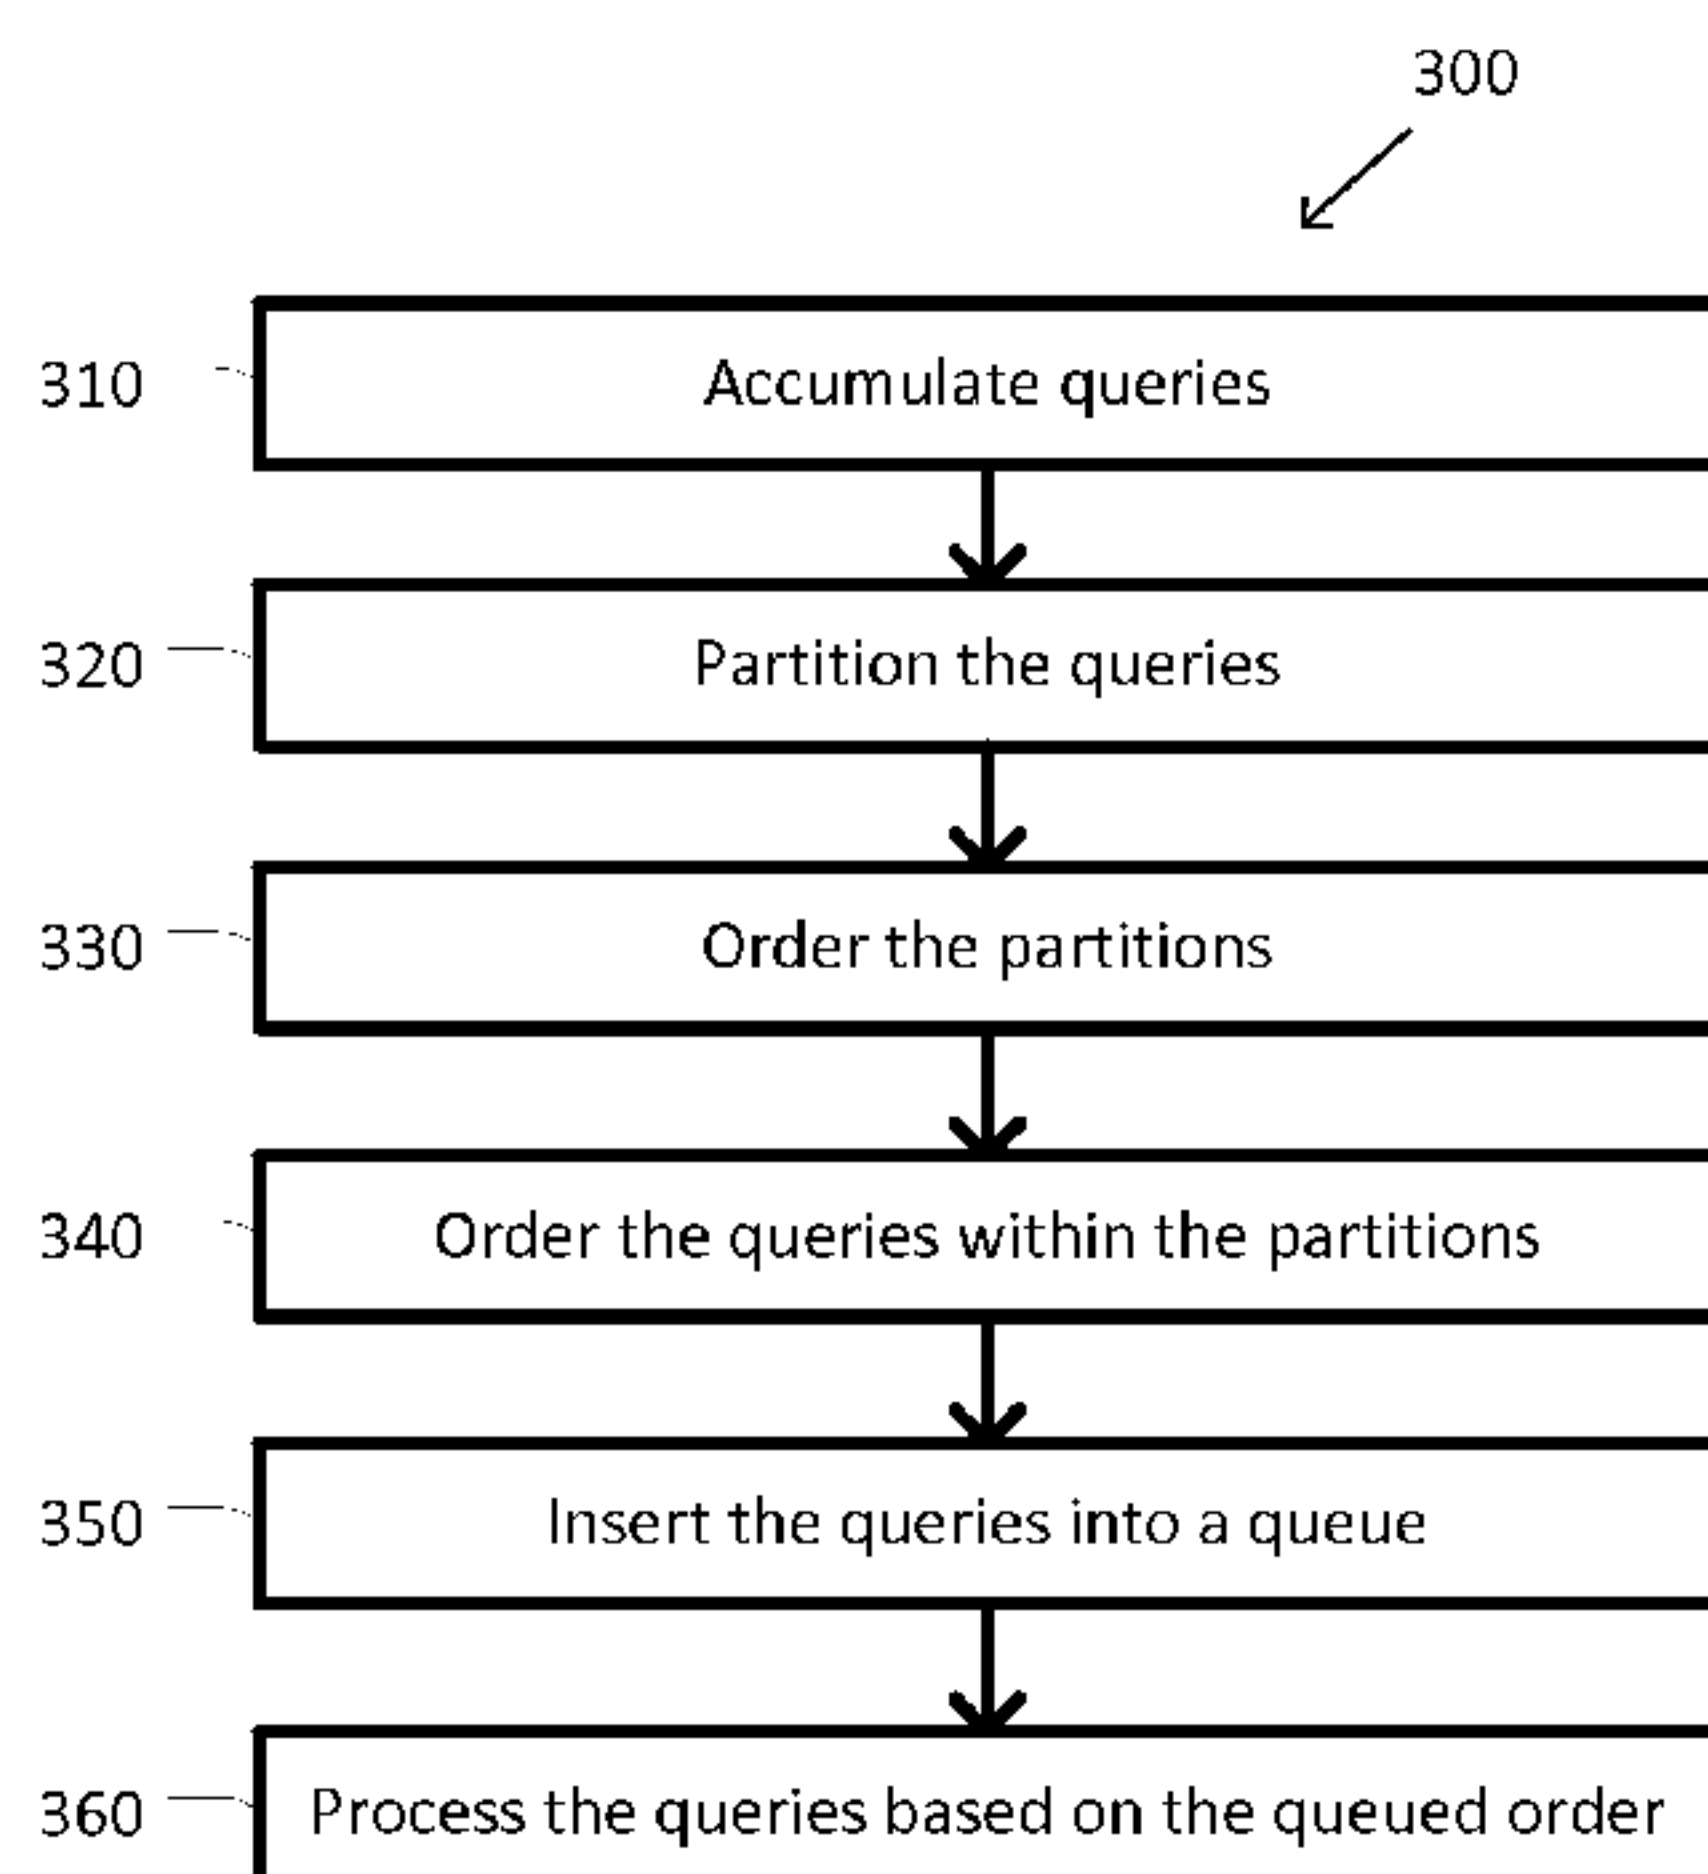 300
310 Accumulate queries
320 Partition the queries
330 Order the partitions
340 Order the queries within the partitions
350 Insert the queries into a queue
360 Process the queries based on the queued order